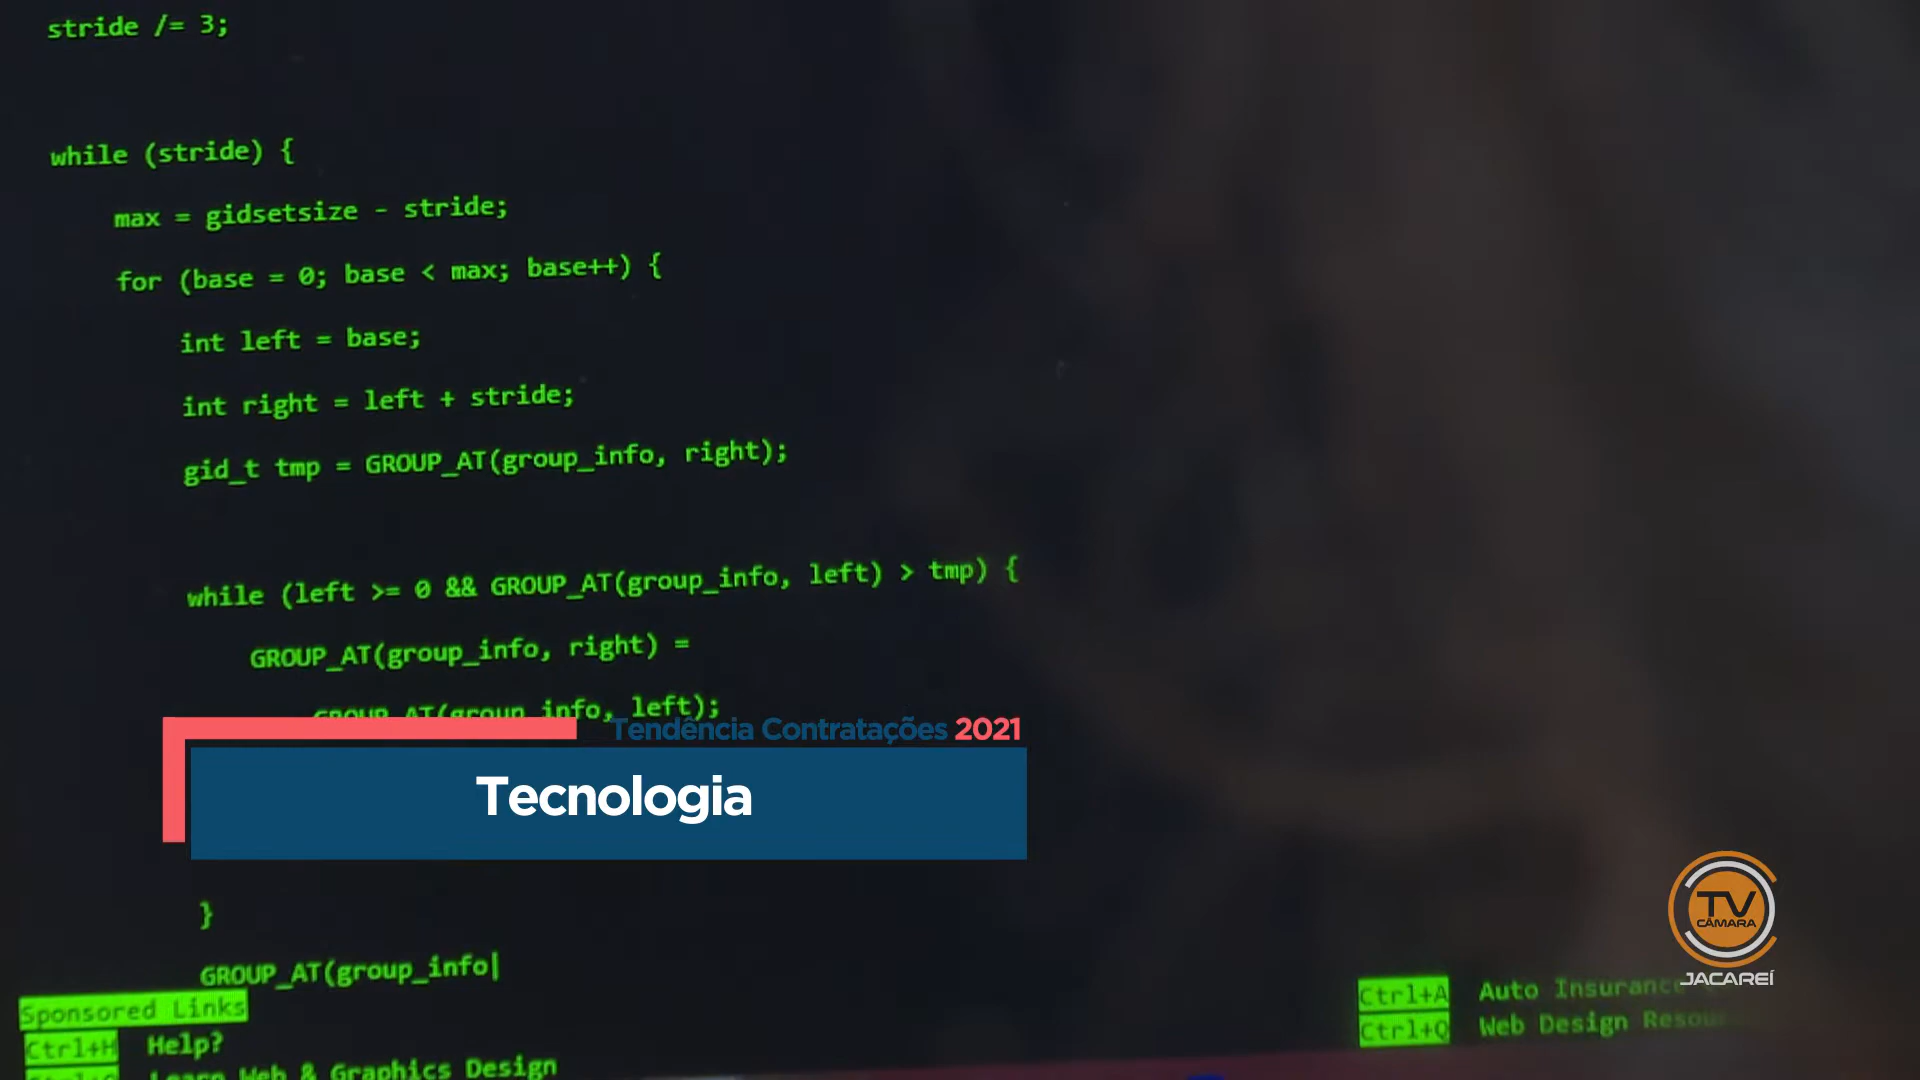 stride /= 3;
while (stride) {
max = gidsetsize - stride;
for (base = 0; base < max; base++) {
int left = base;
int right = left + stride;
gid_t tmp = GROUP_AT(group_info, right);
while (left >= 0 && GROUP_AT(group_info, left) > tmp) {
GROUP_AT(group_info, right) =
GROUP_AT(group_info, left);
Tendência Contratações 2021
Tecnologia
}
GROUP_AT(group_info|
Sponsored Links
Ctrl+H Help?
Learn Web & Graphics Design
Ctrl+A Auto Insurance
Ctrl+Q Web Design
TV
CÂMARA
JACAREÍ